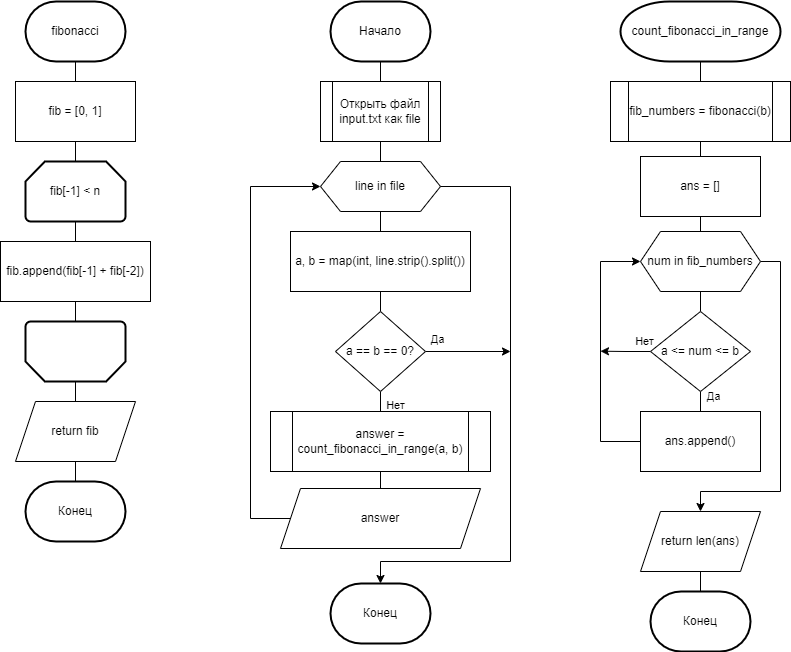 fibonacci
fib = [0, 1]
fib[-1] < n
fib.append(fib[-1] + fib[-2])
return fib
Конец
Начало
Открыть файл
input.txt как file
line in file
a, b = map(int, line.strip().split())
a == b == 0?
Да
Нет
answer =
count_fibonacci_in_range(a, b)
answer
Конец
count_fibonacci_in_range
fib_numbers = fibonacci(b)
ans = []
num in fib_numbers
Нет
a <= num <= b
Да
ans.append()
return len(ans)
Конец